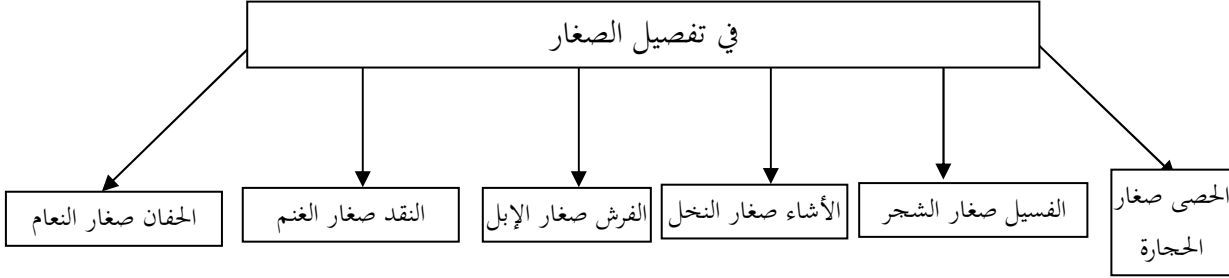 في تفصيل الصغار
الحصى صغار
الحجارة
الفسيل صغار الشجر
الأشاء صغار النخل
الفرش صغار الإبل
النقد صغار الغنم
الحفان صغار النعام